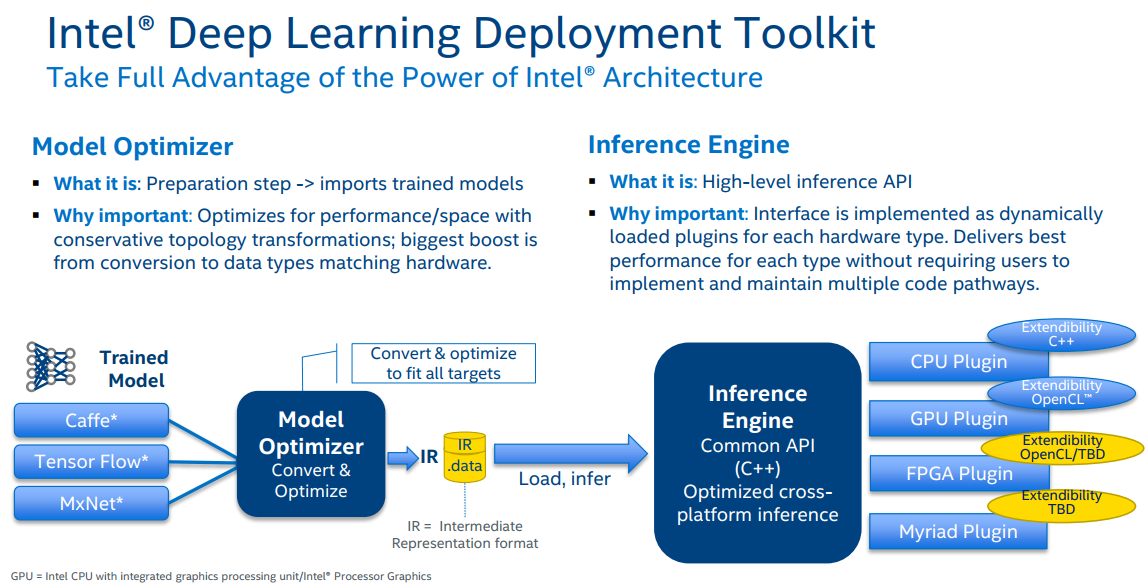 Intel® Deep Learning Deployment Toolkit
Take Full Advantage of the Power of Intel® Architecture
Model Optimizer
▪ What it is: Preparation step -> imports trained models
▪ Why important: Optimizes for performance/space with
conservative topology transformations; biggest boost is
from conversion to data types matching hardware.
Inference Engine
▪ What it is: High-level inference API
▪ Why important: Interface is implemented as dynamically
loaded plugins for each hardware type. Delivers best
performance for each type without requiring users to
implement and maintain multiple code pathways.
Trained
Model
Caffe*
Tensor Flow*
MxNet*
Convert & optimize
to fit all targets
Model
Optimizer
Convert &
Optimize
IR
IR
.data
IR = Intermediate
Representation format
Load, infer
Inference
Engine
Common API
(C++)
Optimized cross-
platform inference
Extendibility
C++
CPU Plugin
Extendibility
OpenCL™
GPU Plugin
Extendibility
OpenCL/TBD
FPGA Plugin
Extendibility
TBD
Myriad Plugin
GPU = Intel CPU with integrated graphics processing unit/Intel® Processor Graphics